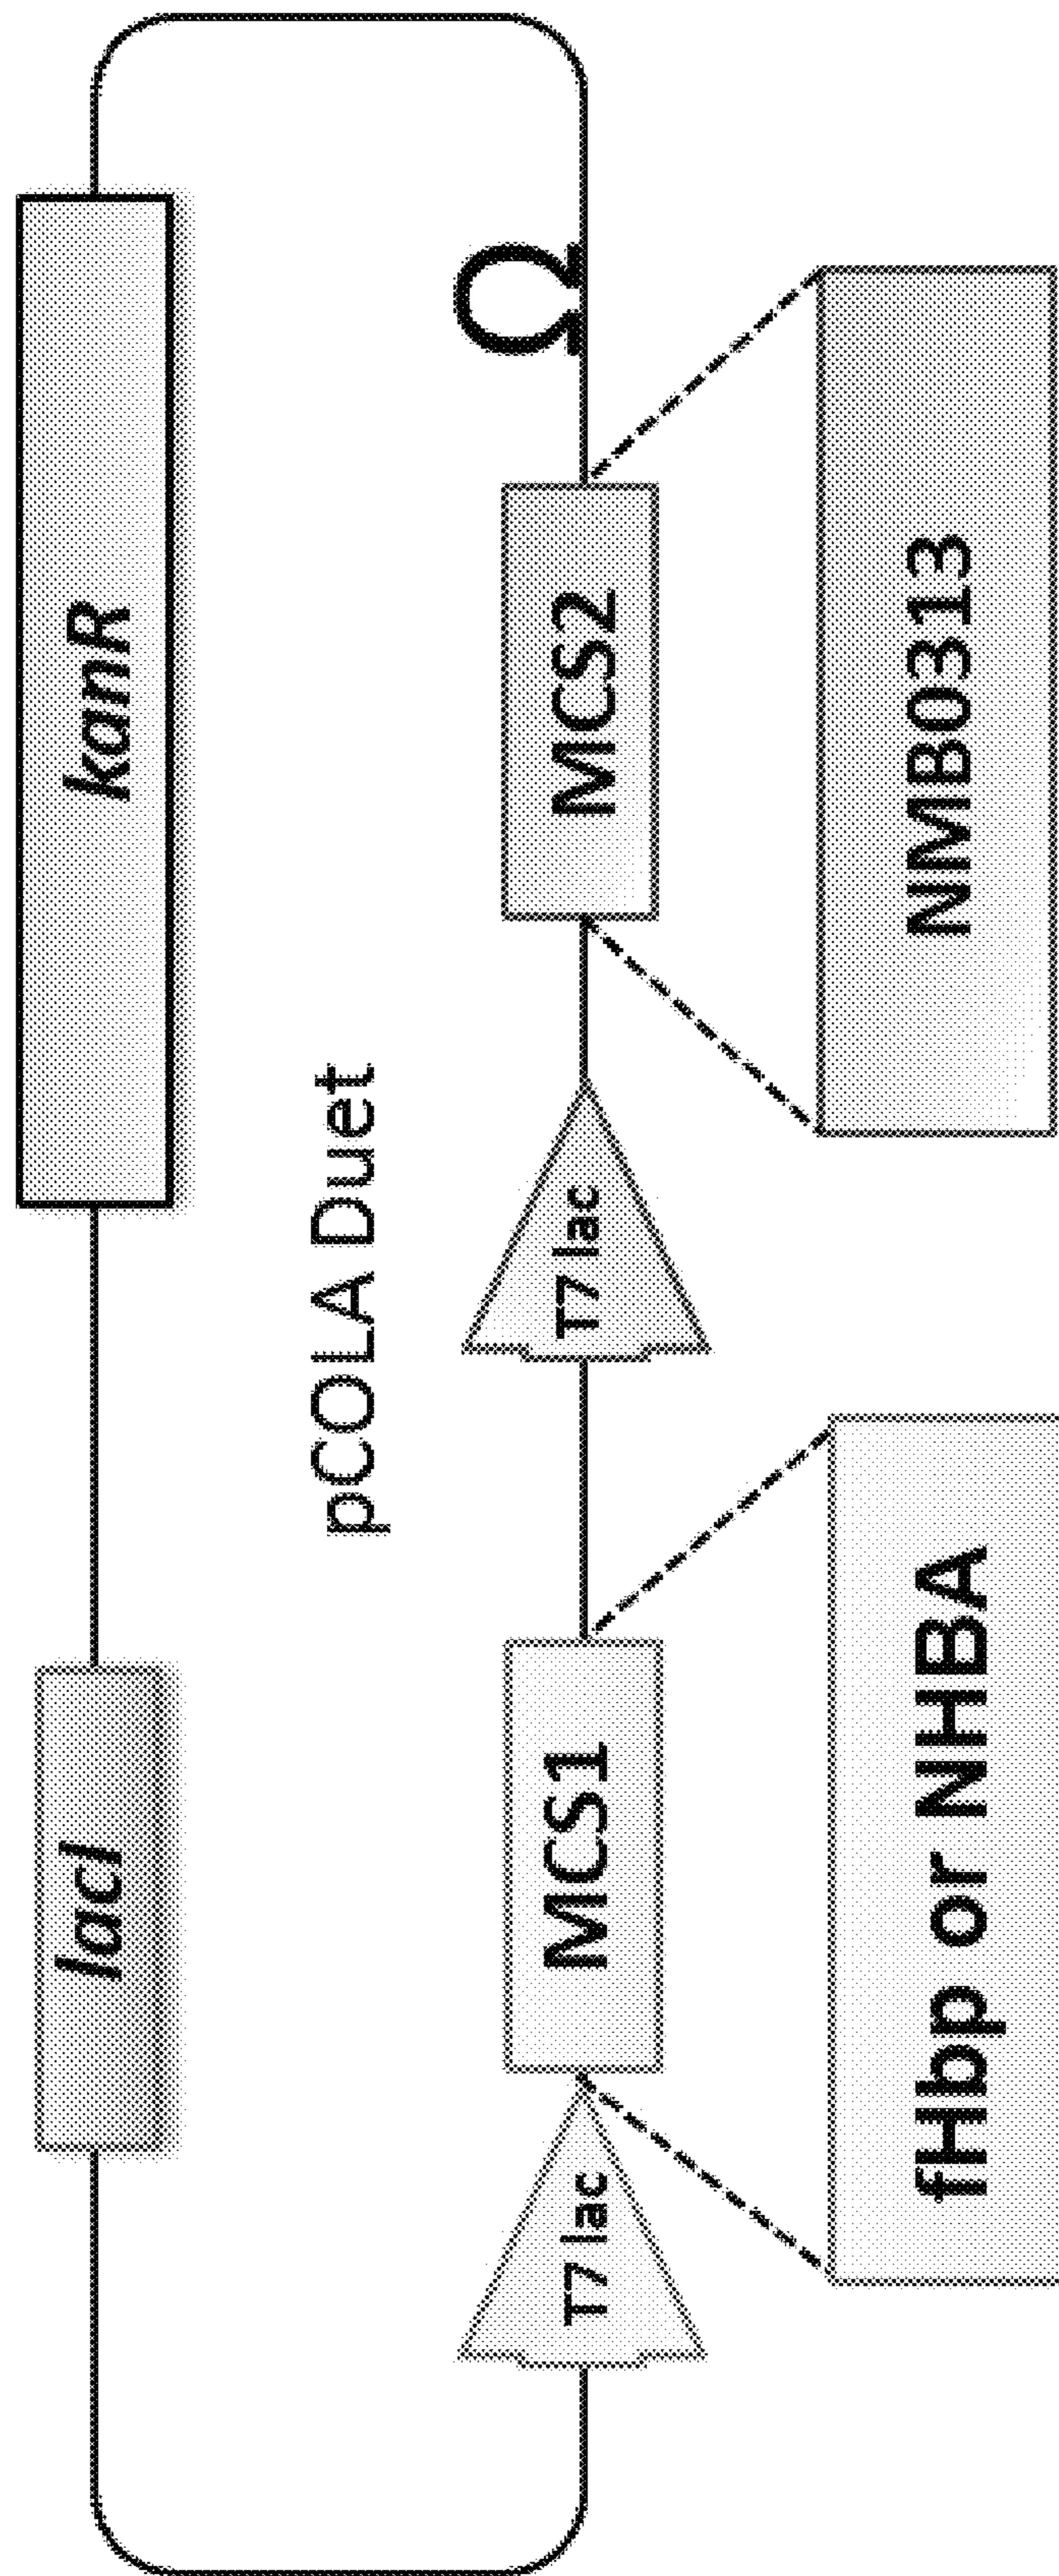 lacI
kanR
pCOLA Duet
Ω
T7 lac
MCS1
T7 lac
MCS2
fHbp or NHBA
NMB0313